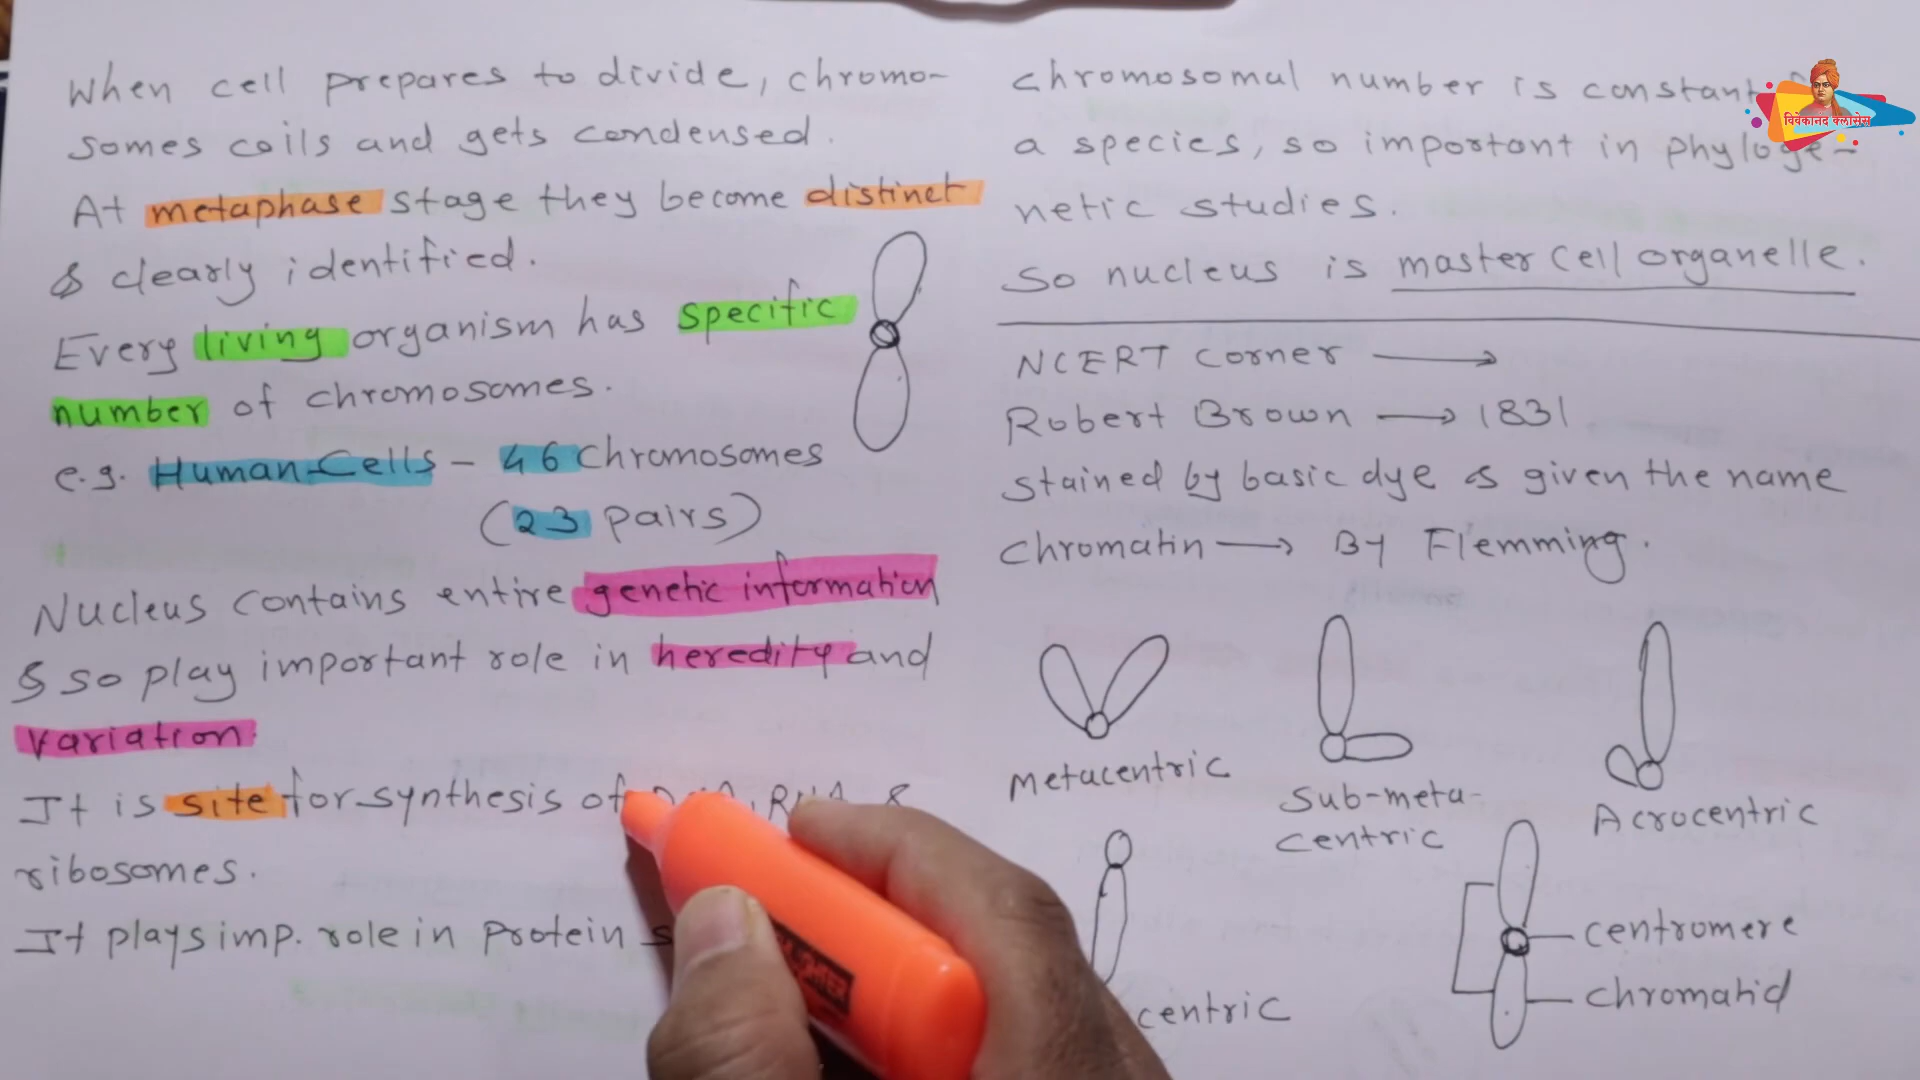 When cell prepares to divide, chromo-
somes coils and gets condensed.
At metaphase stage they become distinct
& clearly identified.
Every living organism has specific
number of chromosomes.
e.g. Human Cells - 46 Chromosomes
(23 pairs)
Nucleus contains entire genetic information
& so play important role in heredity and
variation
It is site for synthesis of RNA &
ribosomes.
It plays imp. role in protein
chromosomal number is constant
a species, so important in phyloge-
netic studies.
So nucleus is master cell organelle.
NCERT Corner →
Robert Brown → 1831
stained by basic dye & given the name
chromatin → By Flemming.
Metacentric
Sub-meta-
centric
Acrocentric
centric
centromere
chromatid
विवेकानंद क्लासेस